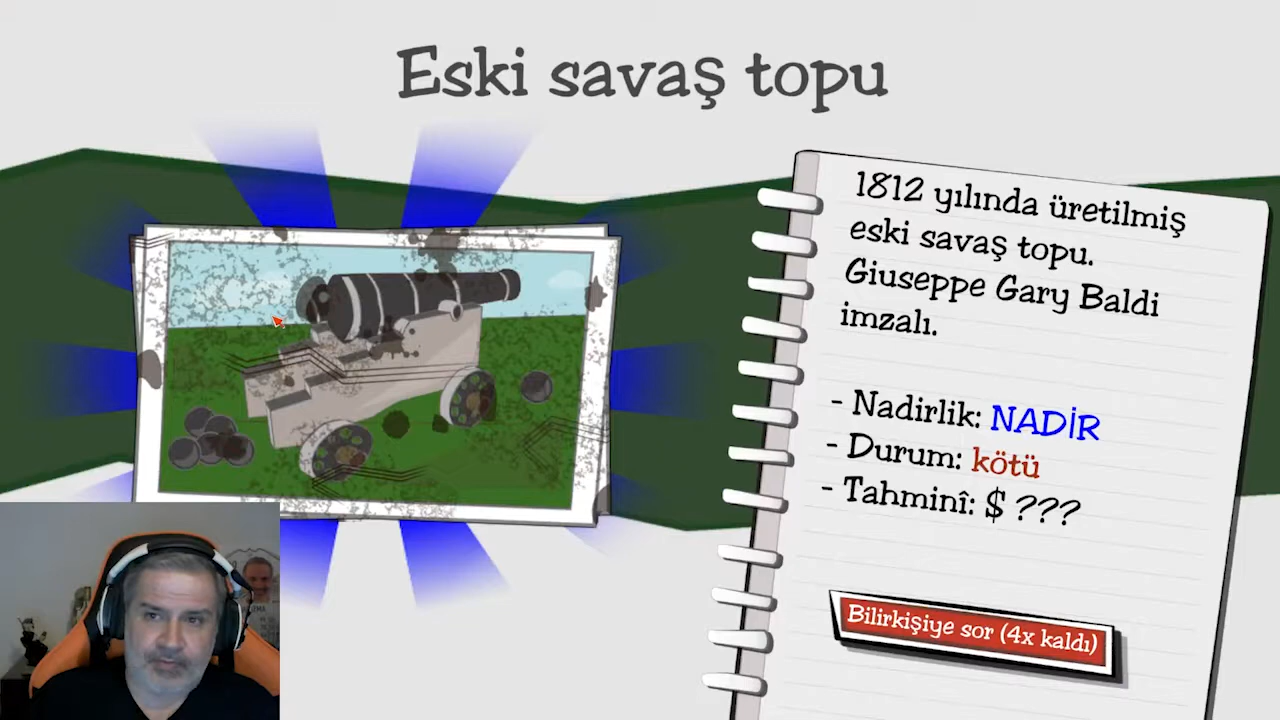 Eski savaş topu
1812 yılında üretilmiş
eski savaş topu.
Giuseppe Gary Baldi
imzalı.
- Nadirlik: NADİR
- Durum: kötü
- Tahminî: $ ???
Bilirkişiye sor (4x kaldı)